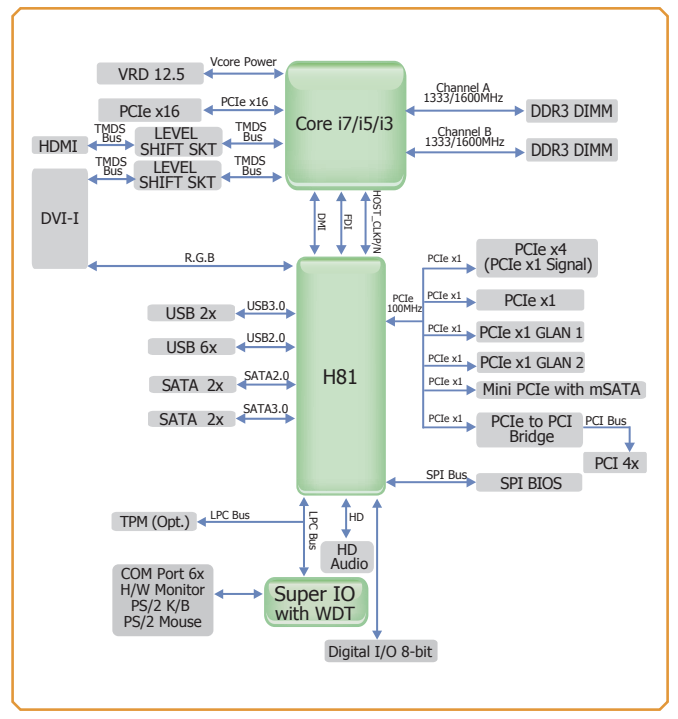 Vcore Power
VRD 12.5
PCIe x16
PCIe x16
Core i7/i5/i3
Channel A
1333/1600MHz
DDR3 DIMM
Channel B
1333/1600MHz
DDR3 DIMM
HDMI
TMDS
Bus
LEVEL
SHIFT SKT
TMDS
Bus
TMDS
Bus
LEVEL
SHIFT SKT
TMDS
Bus
DVI-I
DMI
FDI
HOST_CLKP/N
R.G.B
H81
USB 2x
USB3.0
USB 6x
USB2.0
SATA 2x
SATA2.0
SATA 2x
SATA3.0
PCIe
100MHz
PCIe x1
PCIe x4
(PCIe x1 Signal)
PCIe x1
PCIe x1
PCIe x1
PCIe x1 GLAN 1
PCIe x1
PCIe x1 GLAN 2
PCIe x1
Mini PCIe with mSATA
PCIe x1
PCIe to PCI
Bridge
PCI Bus
PCI 4x
SPI Bus
SPI BIOS
TPM (Opt.)
LPC Bus
LPC Bus
HD
HD
Audio
COM Port 6x
H/W Monitor
PS/2 K/B
PS/2 Mouse
Super IO
with WDT
Digital I/O 8-bit